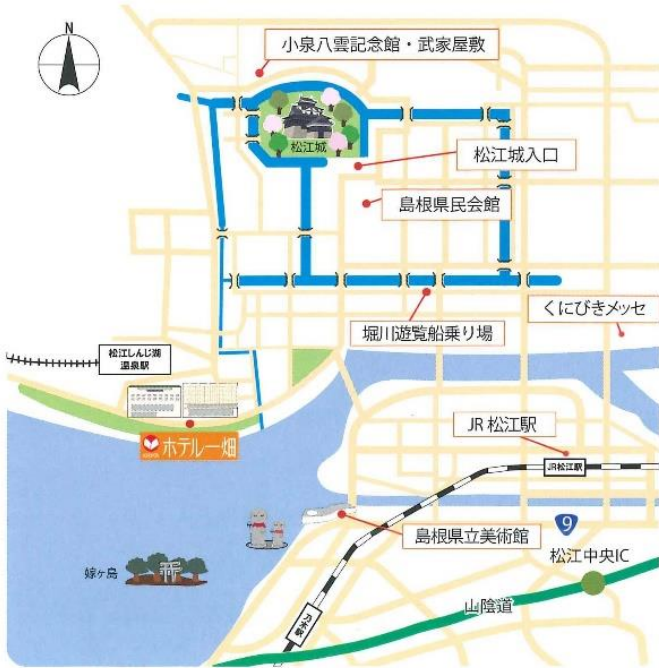 N
小泉八雲記念館・武家屋敷
松江城
松江城入口
島根県民会館
堀川遊覧船乗り場
くにびきメッセ
松江しんじ湖
温泉駅
ホテル一畑
JR 松江駅
JR松江駅
島根県立美術館
9
松江中央IC
嫁ヶ島
山陰道
乃木駅